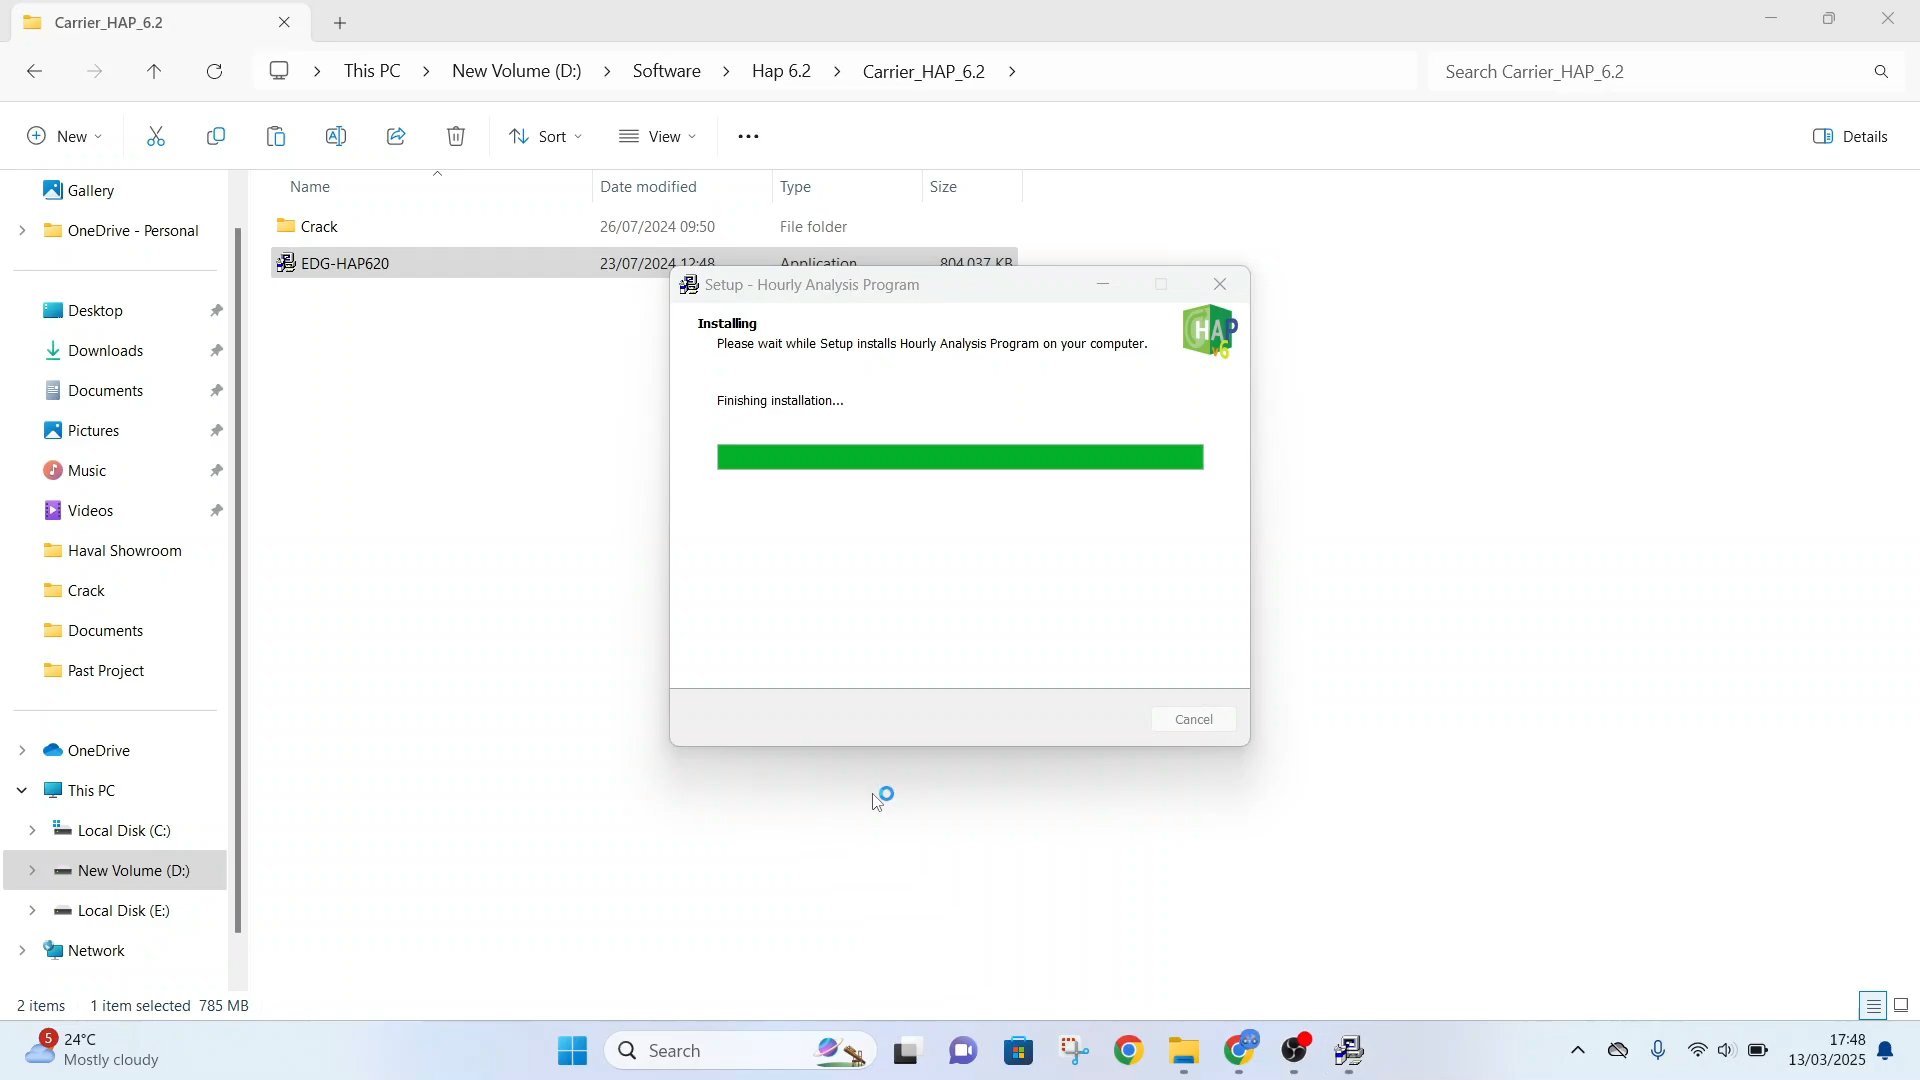 Carrier_HAP_6.2
This PC > New Volume (D:) > Software > Hap 6.2 > Carrier_HAP_6.2 >
Search Carrier_HAP_6.2
New
Sort
View
Details
Name Date modified Type Size
Crack 26/07/2024 09:50 File folder
EDG-HAP620 23/07/2024 12:48 Application 804,037 KB
Gallery
OneDrive - Personal
Desktop
Downloads
Documents
Pictures
Music
Videos
Haval Showroom
Crack
Documents
Past Project
OneDrive
This PC
Local Disk (C:)
New Volume (D:)
Local Disk (E:)
Network
Setup - Hourly Analysis Program
Installing
Please wait while Setup installs Hourly Analysis Program on your computer.
HAP
v6
Finishing installation...
Cancel
2 items 1 item selected 785 MB
5
24°C
Mostly cloudy
Search
17:48
13/03/2025